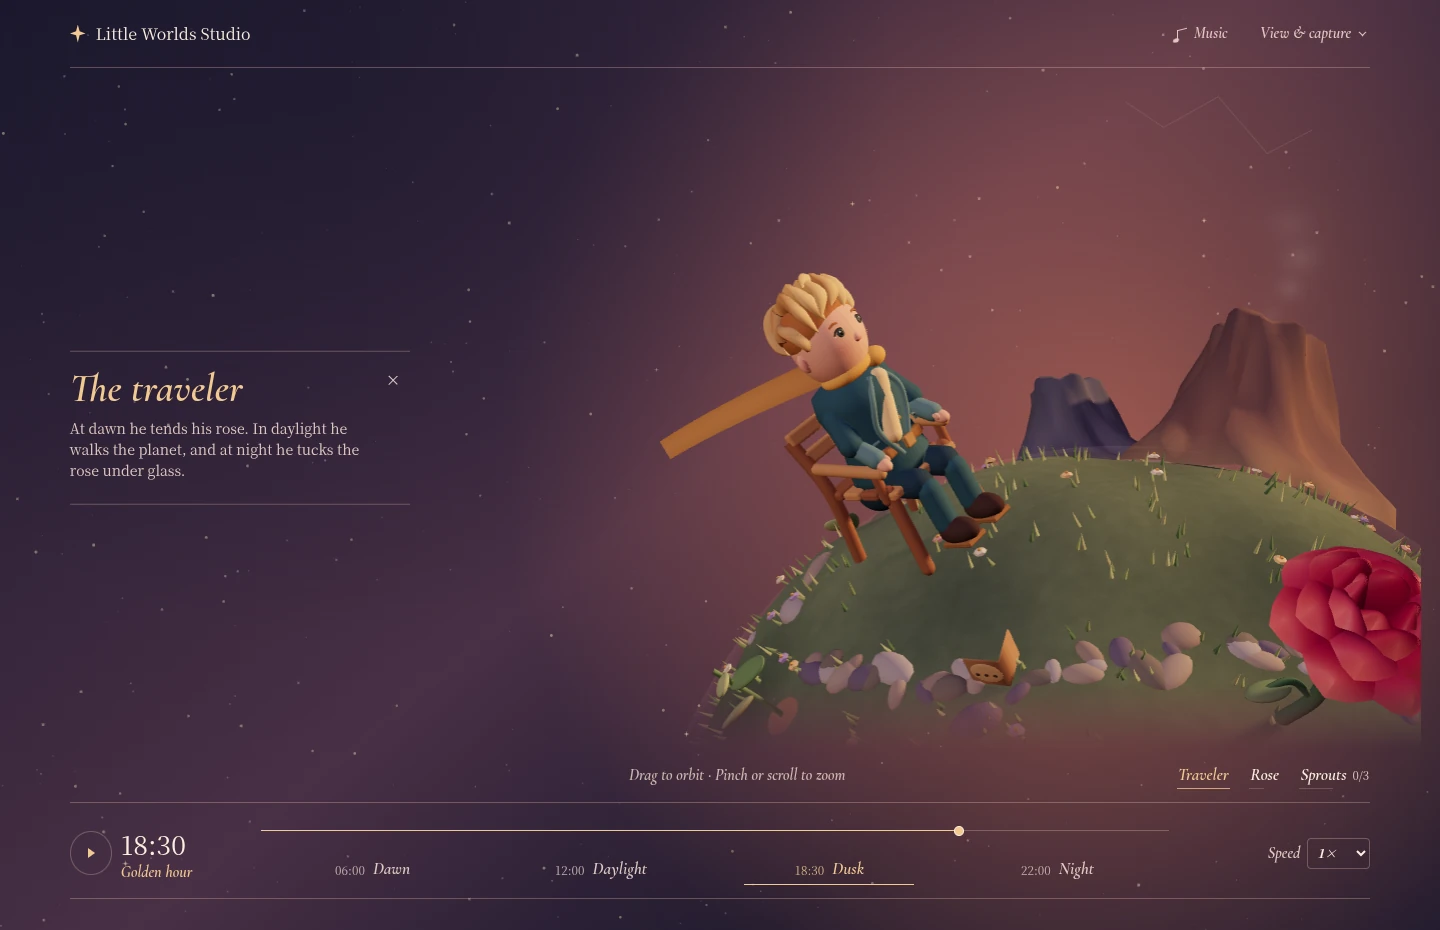 Little Worlds Studio
Music
View & capture
The traveler
At dawn he tends his rose. In daylight he
walks the planet, and at night he tucks the
rose under glass.
Drag to orbit · Pinch or scroll to zoom
Traveler
Rose
Sprouts 0/3
18:30
Golden hour
06:00 Dawn
12:00 Daylight
18:30 Dusk
22:00 Night
Speed 1×